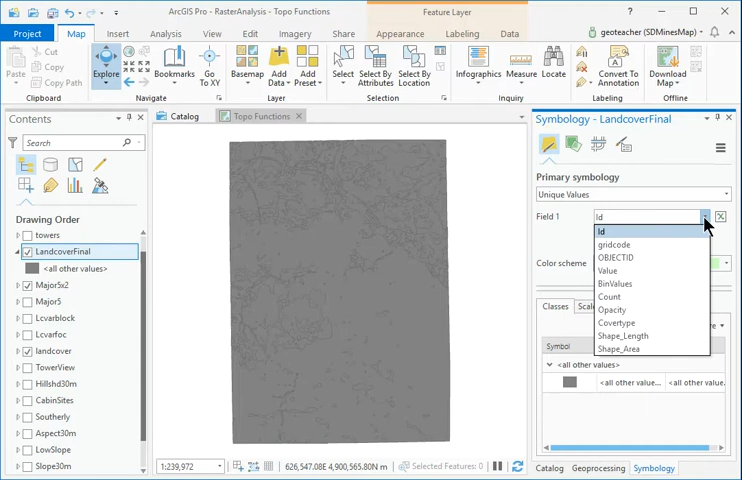 ArcGIS Pro - RasterAnalysis - Topo Functions
Feature Layer
?
Project
Map
Insert
Analysis
View
Edit
Imagery
Share
Appearance
Labeling
Data
geoteacher (SDMinesMap)
Paste
Cut
Copy
Copy Path
Clipboard
Explore
Bookmarks
Go To XY
Navigate
Basemap
Add Data
Add Preset
Layer
Select
Select By Attributes
Select By Location
Selection
Infographics
Measure
Locate
Inquiry
Convert To Annotation
Labeling
Download Map
Offline
Contents
Search
Drawing Order
towers
LandcoverFinal
<all other values>
Major5x2
Major5
Lcvarblock
Lcvarfoc
landcover
TowerView
Hillshd30m
CabinSites
Southerly
Aspect30m
LowSlope
Slope30m
Catalog
Topo Functions
1:239,972
626,547.08E 4,900,565.80N m
Selected Features: 0
Symbology - LandcoverFinal
Primary symbology
Unique Values
Field 1
Id
Id
gridcode
OBJECTID
Value
BinValues
Count
Opacity
Covertype
Shape_Length
Shape_Area
Color scheme
Classes
Symbol
<all other values>
<all other value...
<all other values.
Catalog
Geoprocessing
Symbology